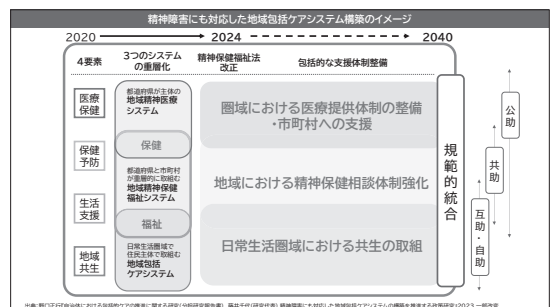 精神障害にも対応した地域包括ケアシステム構築のイメージ
2020 2024 2040
4要素
3つのシステム
の重層化
精神保健福祉法
改正
包括的な支援体制整備
医療
保健
保健
予防
生活
支援
地域
共生
都道府県が主体の
地域精神医療
システム
保健
都道府県と市町村
が重層的に取組む
地域精神保健
福祉システム
福祉
日常生活圏域で
住民主体で取組む
地域包括
ケアシステム
圏域における医療提供体制の整備
・市町村への支援
地域における精神保健相談体制強化
日常生活圏域における共生の取組
規範的統合
公助
共助
互助・自助